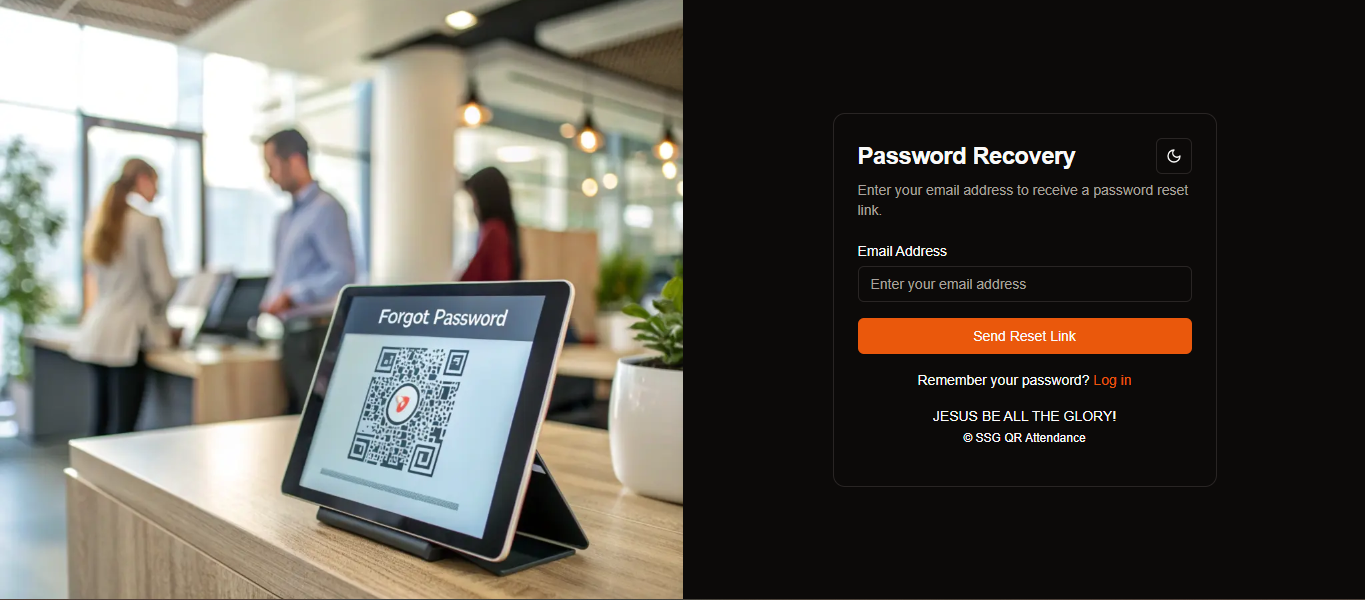 Forgot Password
Password Recovery
Enter your email address to receive a password reset
link.
Email Address
Enter your email address
Send Reset Link
Remember your password? Log in
JESUS BE ALL THE GLORY!
© SSG QR Attendance